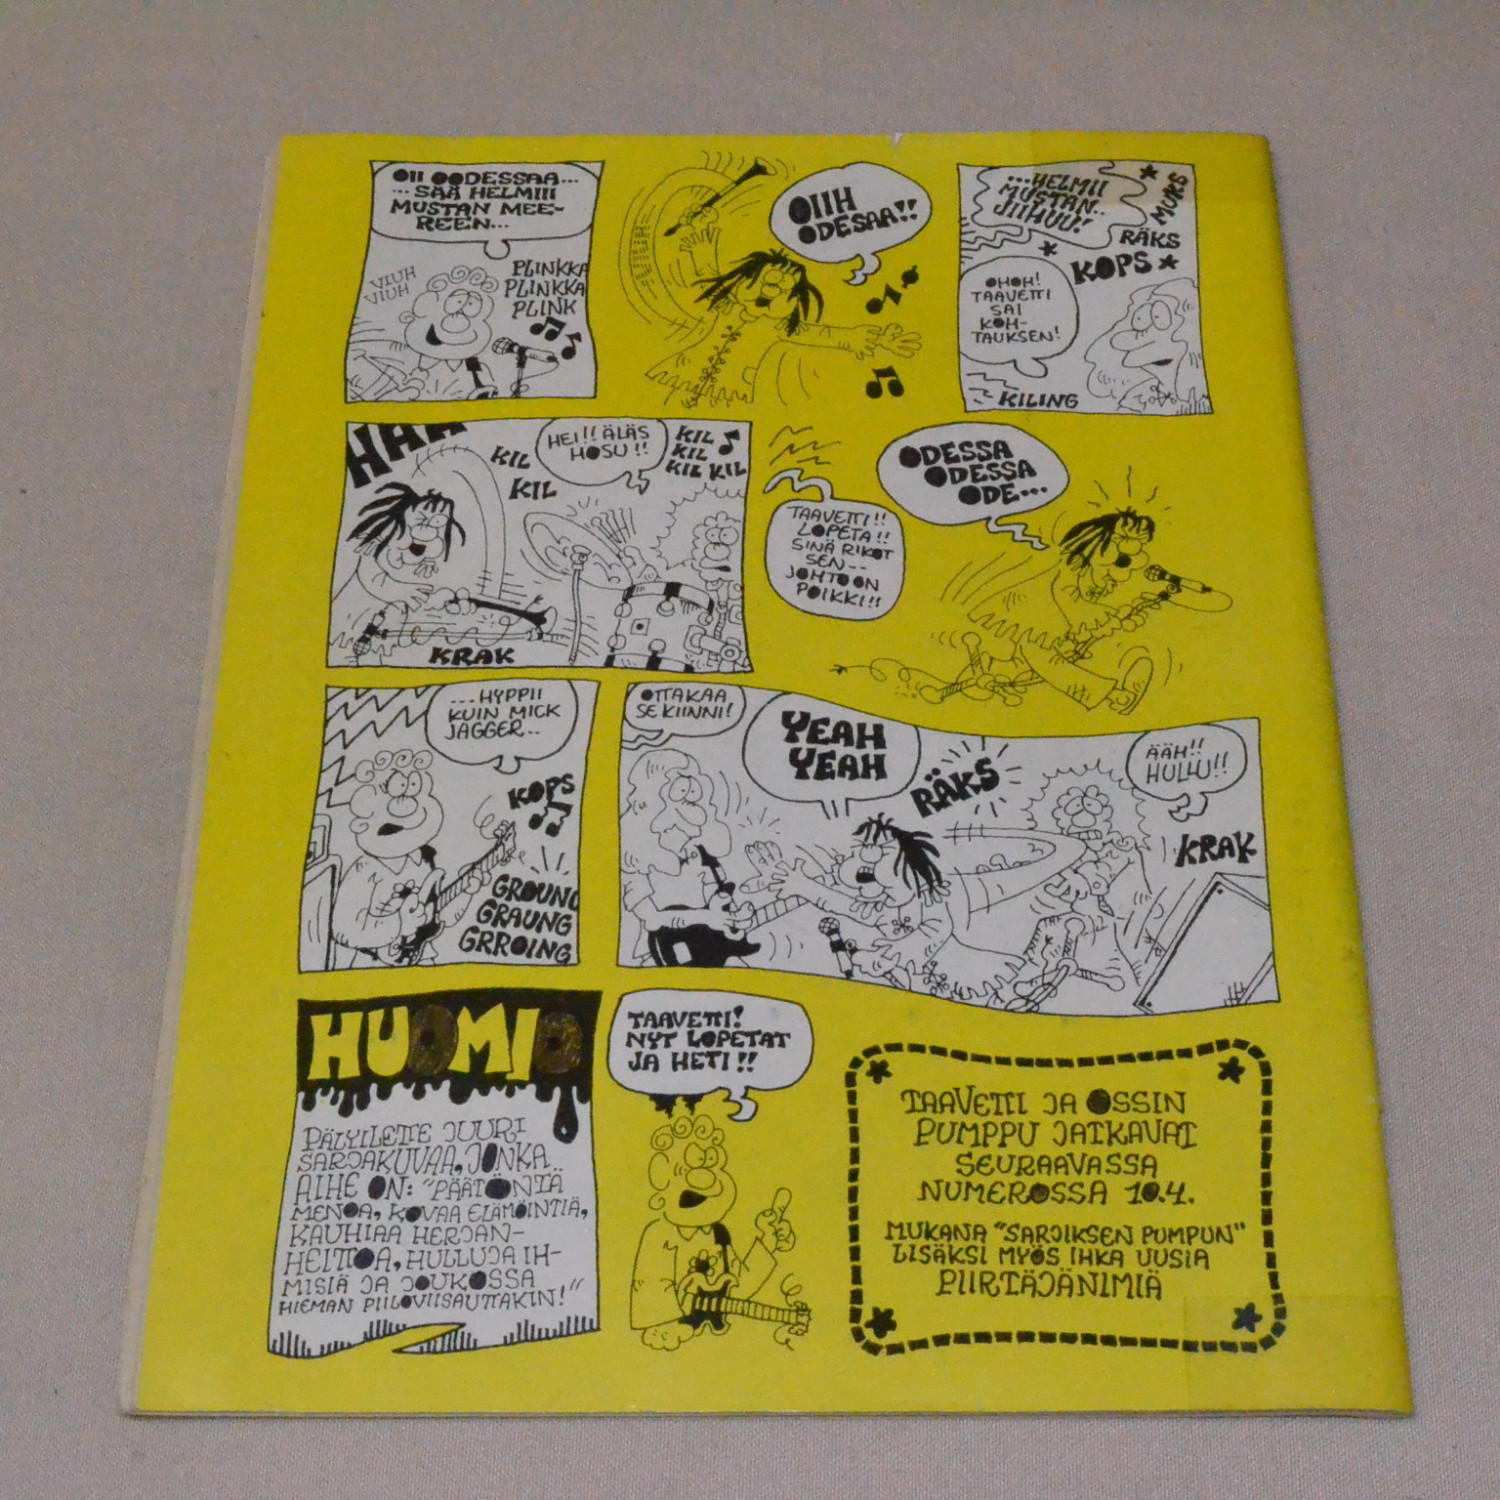 OII OODESSAA...
...SÄÄ HELMIII
MUSTAN MEE-
REEN...
VIUH
VIUH
PLINKKA
PLINKKA
PLINK
OIIH
ODESAA!!
...HELMII
MUSTAN..
JIIHUU!
MUKS
RÄKS
KOPS
OHOH!
TAAVETTI
SAI
KOH-
TAUKSEN!
KILING
HÄÄ
KIL
KIL
HEI!! ÄLÄS
HOSU!!
KIL
KIL
KIL KIL
KRAK
TAAVETTI!!
LOPETA!!
SINÄ RIKOT
SEN--
JOHTO ON
POIKKI!!
ODESSA
ODESSA
ODE...
...HYPPII
KUIN MICK
JAGGER..
KOPS
GROUNG
GRAUNG
GRROING
OTTAKAA
SE KIINNI!
YEAH
YEAH
RÄKS
ÄÄH!!
HULLU!!
KRAK
HUOMIO
PÄLYILETTE JUURI
SARJAKUVAA, JONKA
AIHE ON: "PÄÄTÖNTÄ
MENOA, KOVAA ELÄMÖINTIÄ,
KAUHIAA HERJAN-
HEITTOA, HULLUJA IH-
MISIÄ JA JOUKOSSA
HIEMAN PIILOVIISAUTTAKIN!"
TAAVETTI!
NYT LOPETAT
JA HETI!!
TAAVETTI JA OSSIN
PUMPPU JATKAVAT
SEURAAVASSA
NUMEROSSA 10.4.
MUKANA "SARJIKSEN PUMPUN"
LISÄKSI MYÖS IHKA UUSIA
PIIRTÄJÄNIMIÄ